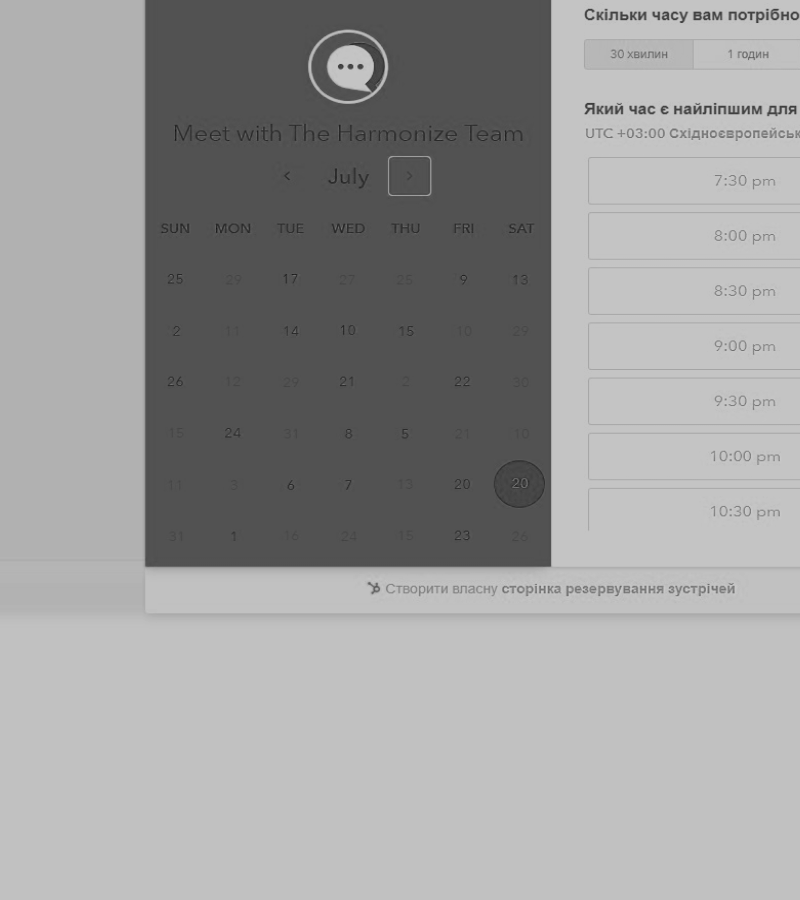 Meet with The Harmonize Team
July
SUN MON TUE WED THU FRI SAT
25 29 17 27 25 9 13
2 11 14 10 15 10 29
26 12 29 21 2 22 30
15 24 31 8 5 21 10
11 3 6 7 13 20 20
31 1 16 24 15 23 26
Скільки часу вам потрібно
30 хвилин 1 годин
Який час є найліпшим для
UTC +03:00 Східноєвропейськ
7:30 pm
8:00 pm
8:30 pm
9:00 pm
9:30 pm
10:00 pm
10:30 pm
Створити власну сторінка резервування зустрічей